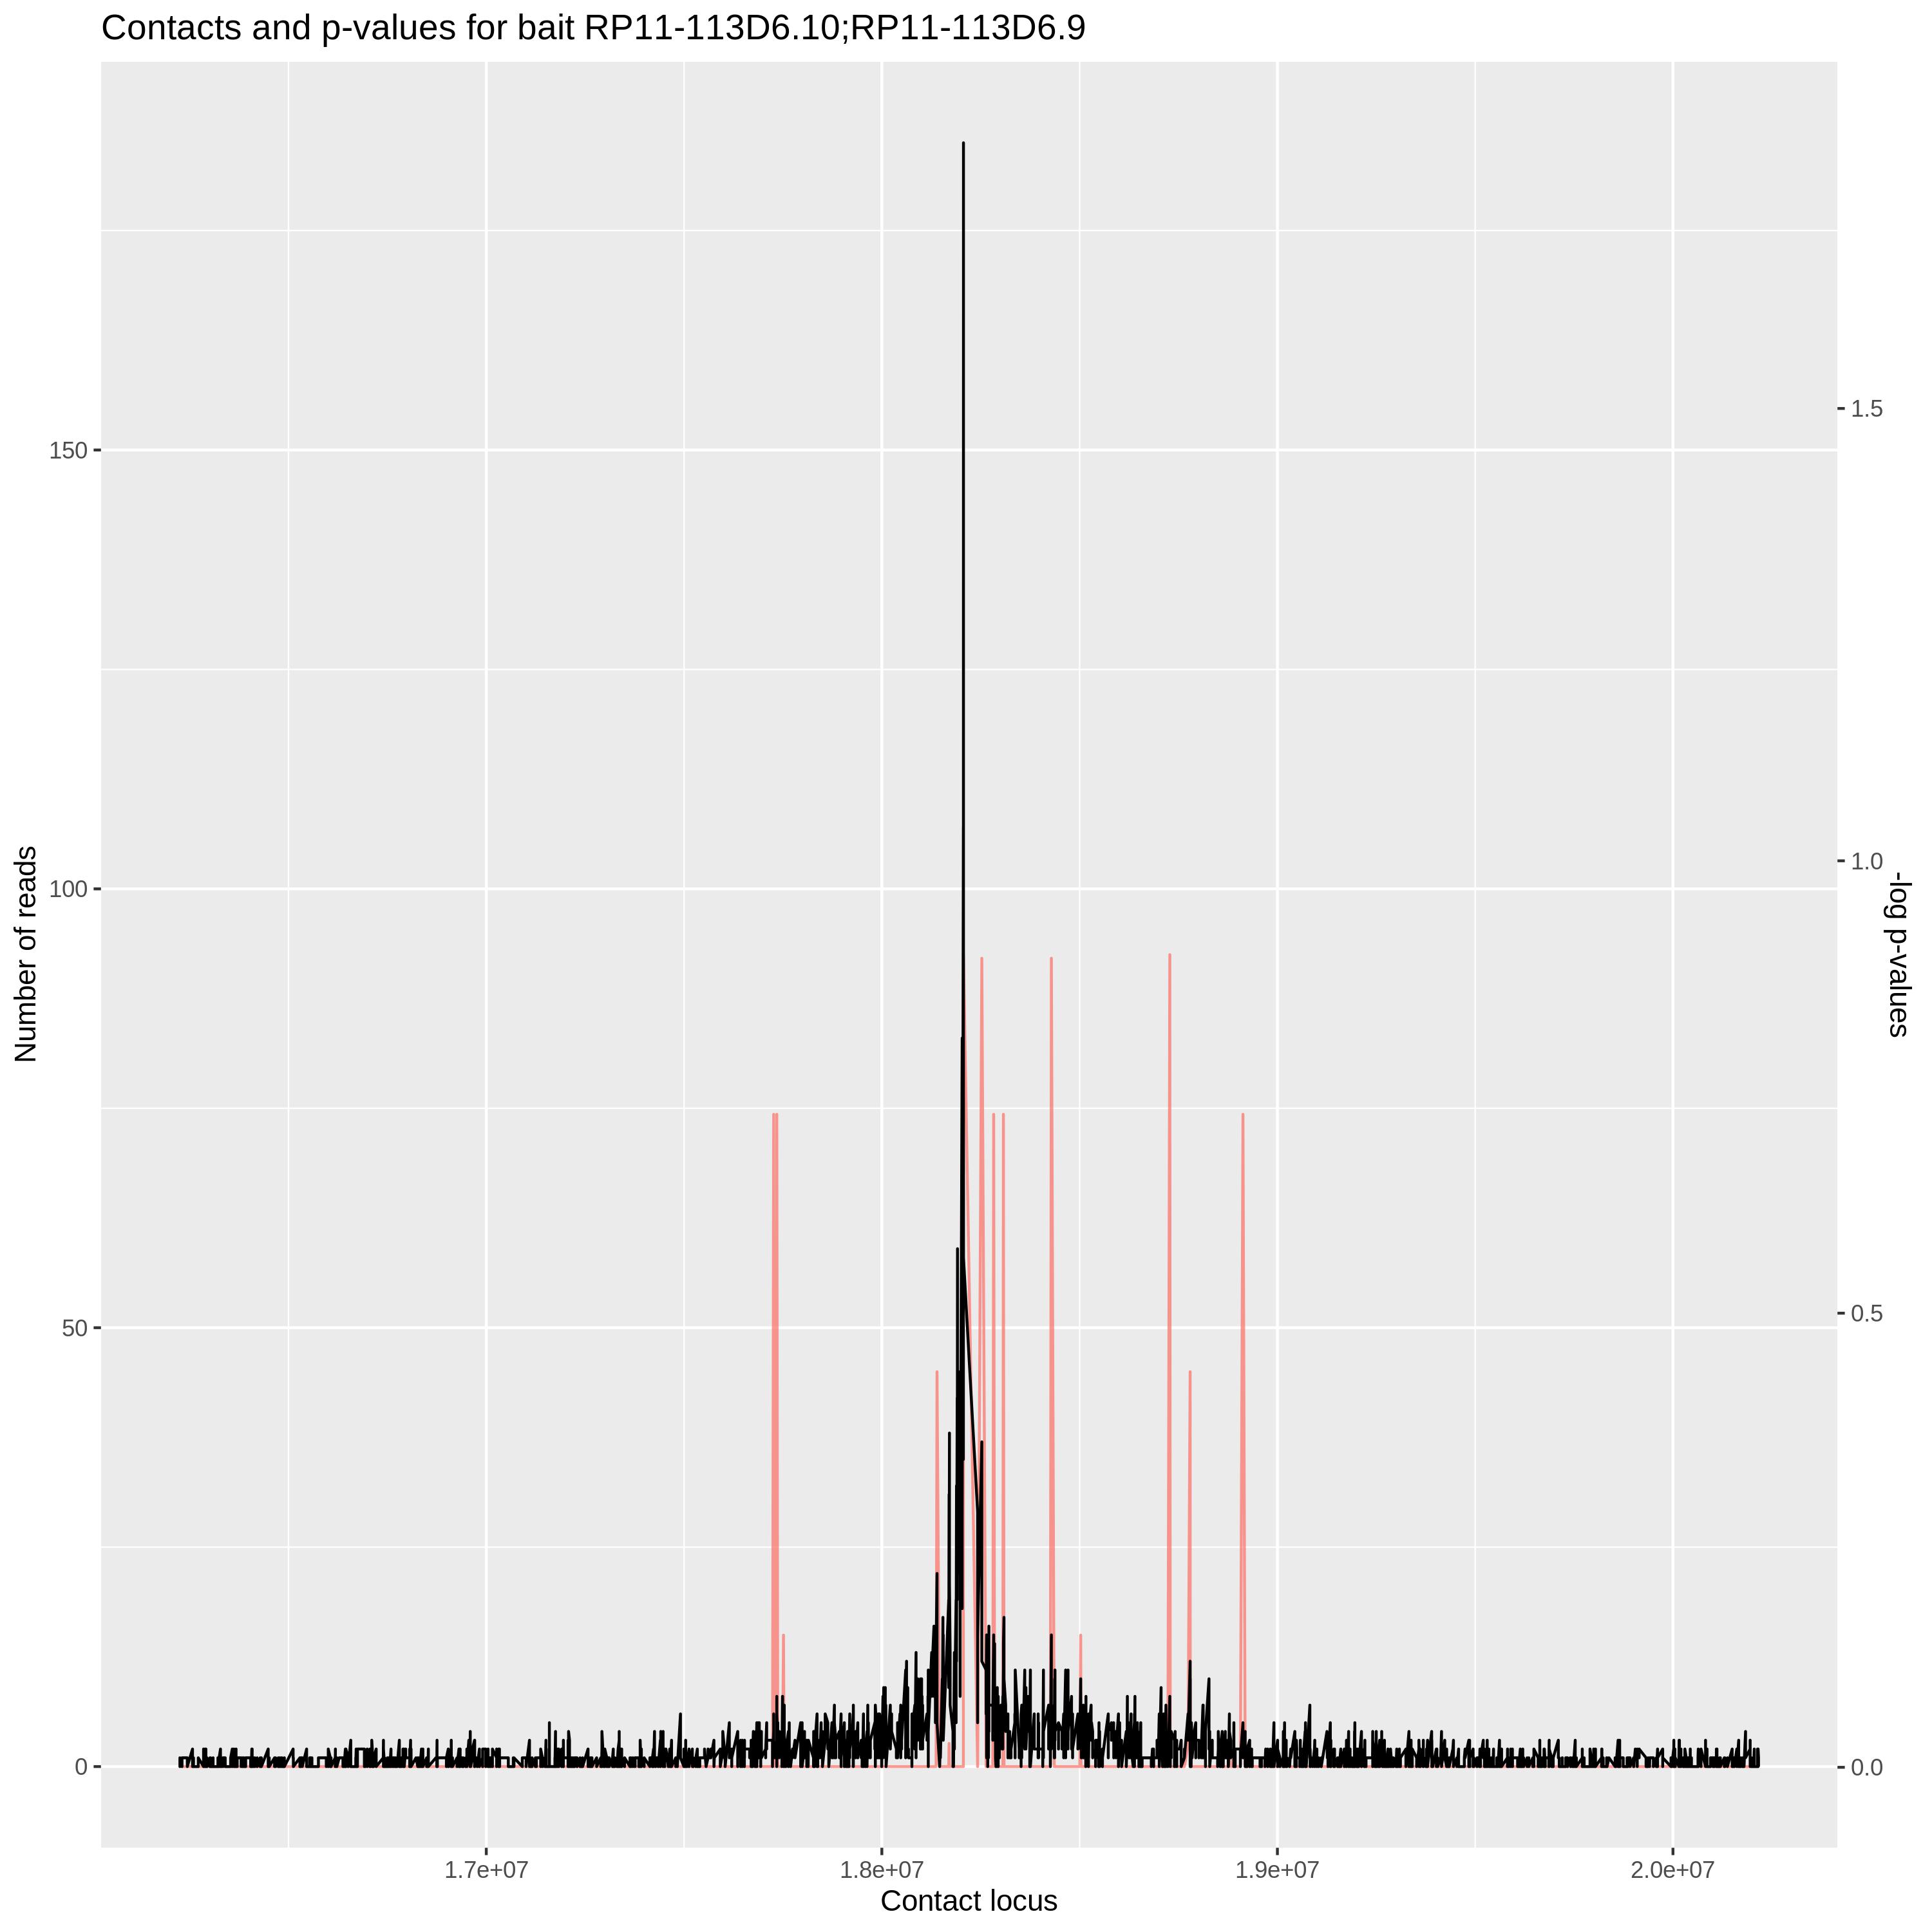 Contacts and p-values for bait RP11-113D6.10;RP11-113D6.9
150
100
50
0
Number of reads
1.5
1.0
0.5
0.0
-log p-values
1.7e+07
1.8e+07
1.9e+07
2.0e+07
Contact locus